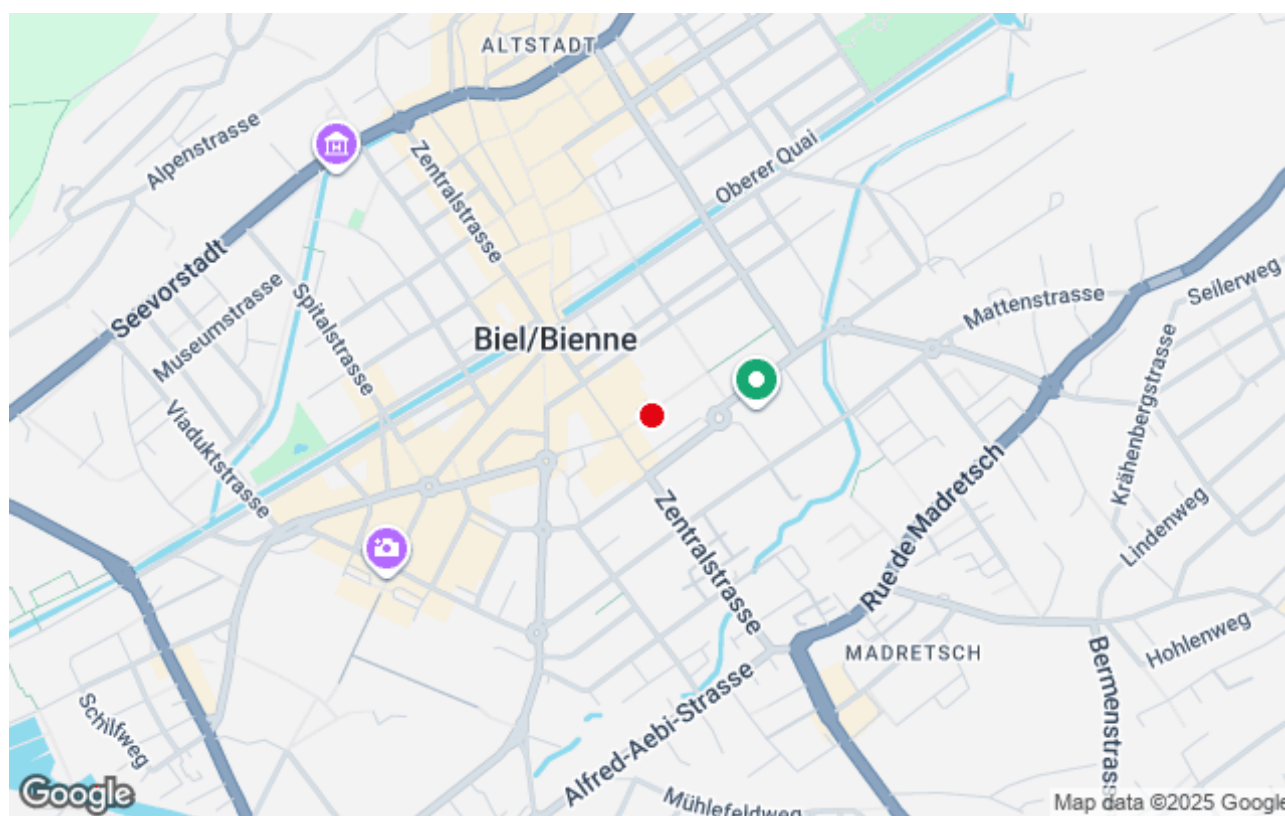 ALTSTADT
Alpenstrasse
Zentralstrasse
Oberer Quai
Seevorstadt
Museumstrasse
Spitalstrasse
Biel/Bienne
Mattenstrasse
Seilerweg
Viaduktstrasse
Krähenbergstrasse
Zentralstrasse
Rue de Madretsch
Lindenweg
MADRETSCH
Hohlenweg
Bermenstrass
Schilfweg
Alfred-Aebi-Strasse
Mühlefeldweg
Google
Map data ©2025 Google